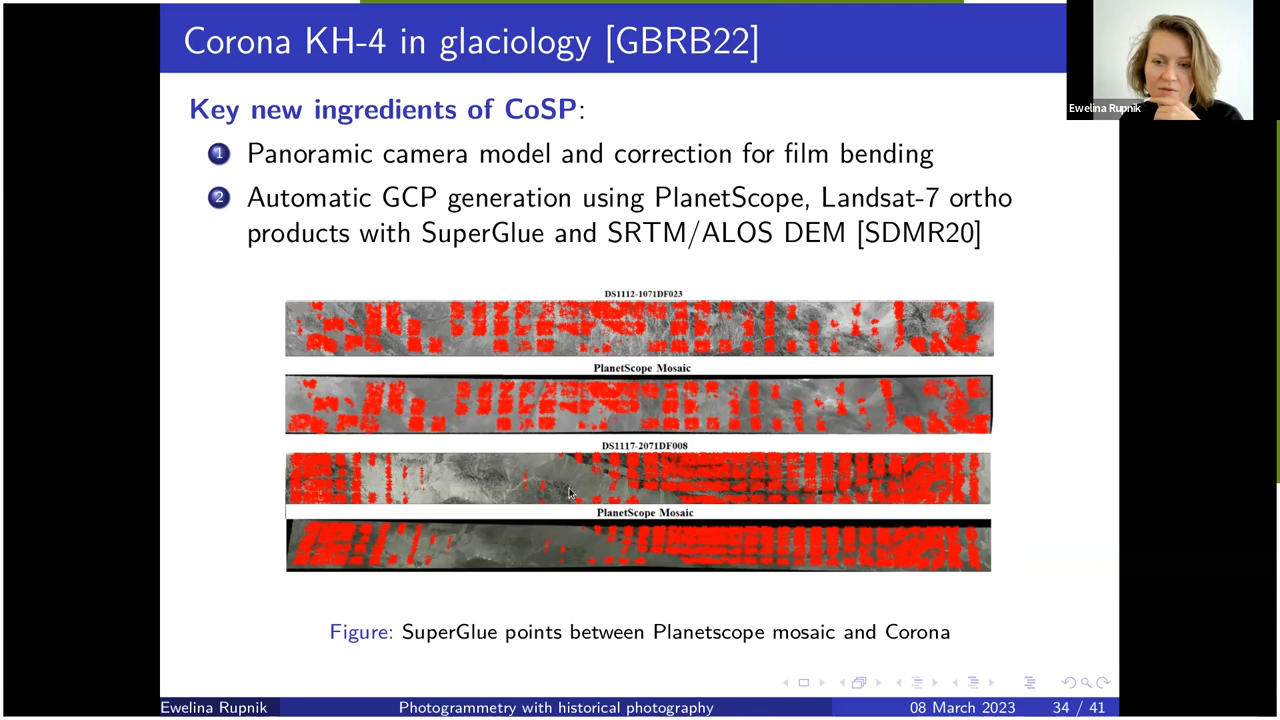 Corona KH-4 in glaciology [GBRB22]
Ewelina Rupnik
Key new ingredients of CoSP:
1 Panoramic camera model and correction for film bending
2 Automatic GCP generation using PlanetScope, Landsat-7 ortho
products with SuperGlue and SRTM/ALOS DEM [SDMR20]
DS1112-1071DF023
PlanetScope Mosaic
DS1117-2071DF008
PlanetScope Mosaic
Figure: SuperGlue points between Planetscope mosaic and Corona
Ewelina Rupnik Photogrammetry with historical photography 08 March 2023 34 / 41